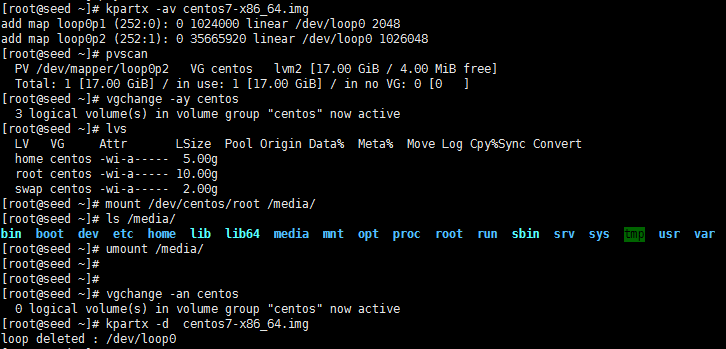 [root@seed ~]# kpartx -av centos7-x86_64.img
add map loop0p1 (252:0): 0 1024000 linear /dev/loop0 2048
add map loop0p2 (252:1): 0 35665920 linear /dev/loop0 1026048
[root@seed ~]# pvscan
  PV /dev/mapper/loop0p2   VG centos   lvm2 [17.00 GiB / 4.00 MiB free]
  Total: 1 [17.00 GiB] / in use: 1 [17.00 GiB] / in no VG: 0 [0   ]
[root@seed ~]# vgchange -ay centos
  3 logical volume(s) in volume group "centos" now active
[root@seed ~]# lvs
  LV   VG     Attr       LSize  Pool Origin Data%  Meta%  Move Log Cpy%Sync Convert
  home centos -wi-a-----  5.00g
  root centos -wi-a----- 10.00g
  swap centos -wi-a-----  2.00g
[root@seed ~]# mount /dev/centos/root /media/
[root@seed ~]# ls /media/
bin  boot  dev  etc  home  lib  lib64  media  mnt  opt  proc  root  run  sbin  srv  sys  tmp  usr  var
[root@seed ~]# umount /media/
[root@seed ~]#
[root@seed ~]#
[root@seed ~]# vgchange -an centos
  0 logical volume(s) in volume group "centos" now active
[root@seed ~]# kpartx -d  centos7-x86_64.img
loop deleted : /dev/loop0